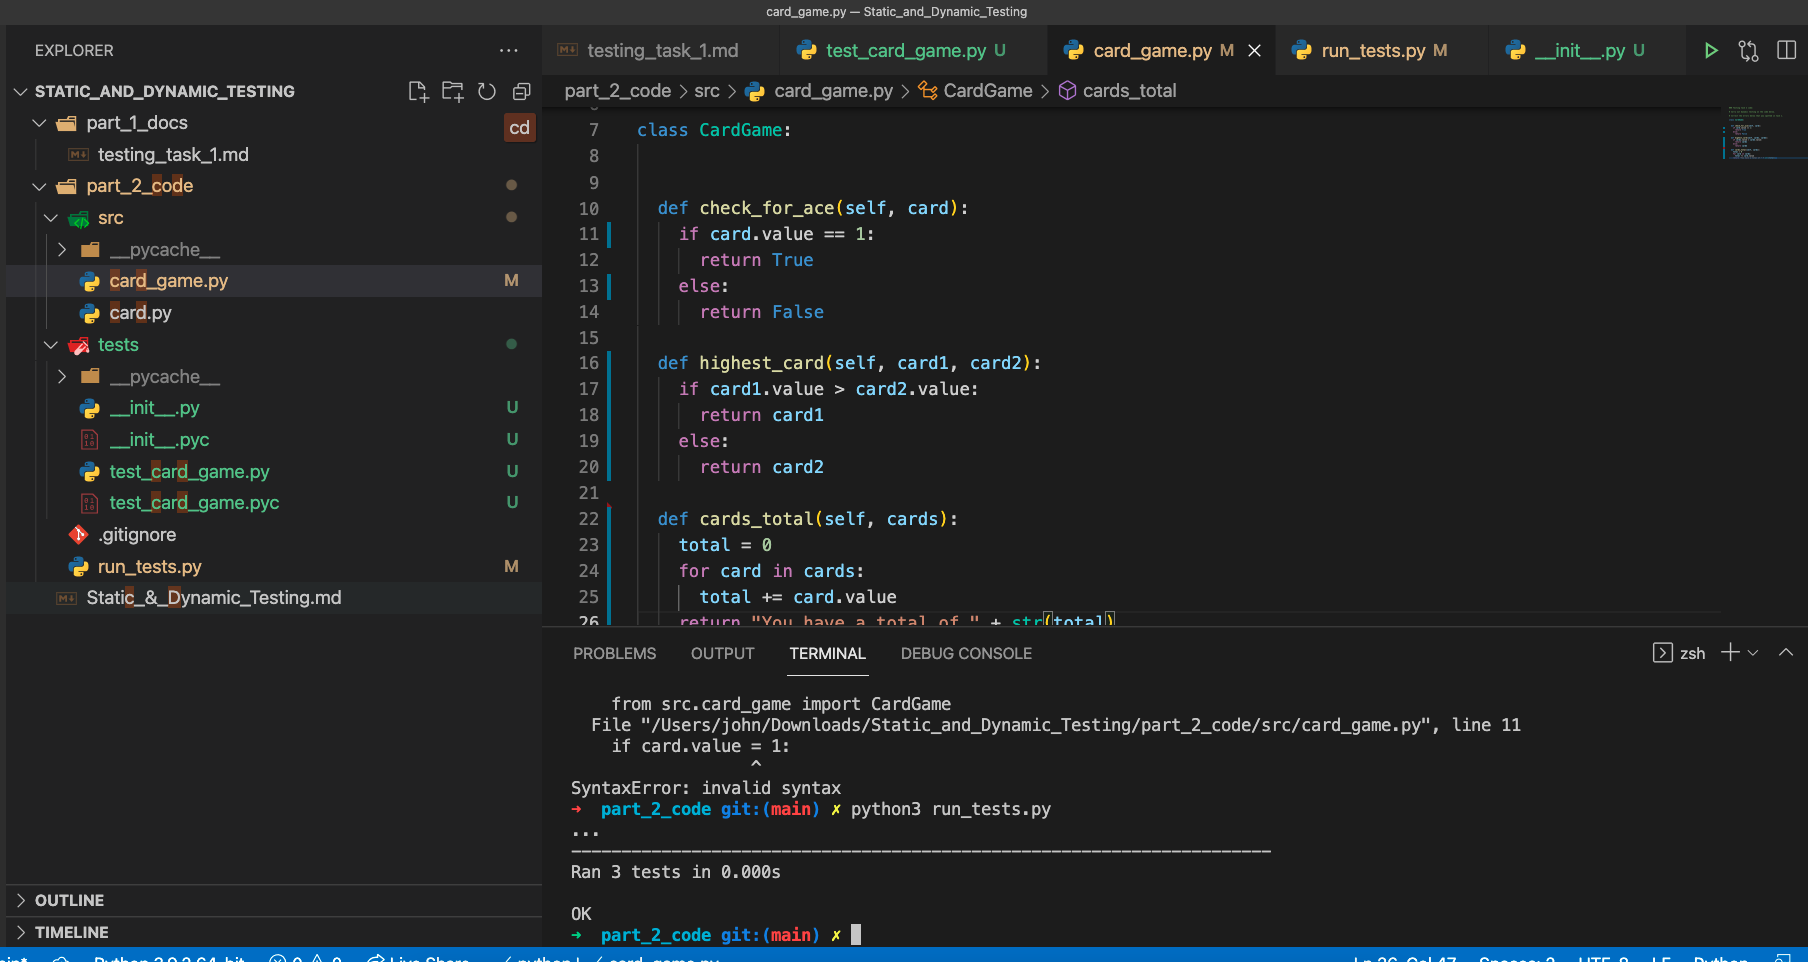 card_game.py — Static_and_Dynamic_Testing
EXPLORER
STATIC_AND_DYNAMIC_TESTING
part_1_docs
cd
testing_task_1.md
part_2_code
src
__pycache__
card_game.py M
card.py
tests
__pycache__
__init__.py U
__init__.pyc U
test_card_game.py U
test_card_game.pyc U
.gitignore
run_tests.py M
Static_&_Dynamic_Testing.md
OUTLINE
TIMELINE
testing_task_1.md test_card_game.py U card_game.py M run_tests.py M __init__.py U
part_2_code > src > card_game.py > CardGame > cards_total
7 class CardGame:
8
9
10 def check_for_ace(self, card):
11 if card.value == 1:
12 return True
13 else:
14 return False
15
16 def highest_card(self, card1, card2):
17 if card1.value > card2.value:
18 return card1
19 else:
20 return card2
21
22 def cards_total(self, cards):
23 total = 0
24 for card in cards:
25 total += card.value
26 return "You have a total of " + str(total)
PROBLEMS OUTPUT TERMINAL DEBUG CONSOLE
zsh
from src.card_game import CardGame
File "/Users/john/Downloads/Static_and_Dynamic_Testing/part_2_code/src/card_game.py", line 11
if card.value = 1:
^
SyntaxError: invalid syntax
➜ part_2_code git:(main) ✗ python3 run_tests.py
...
----------------------------------------------------------------------
Ran 3 tests in 0.000s
OK
➜ part_2_code git:(main) ✗